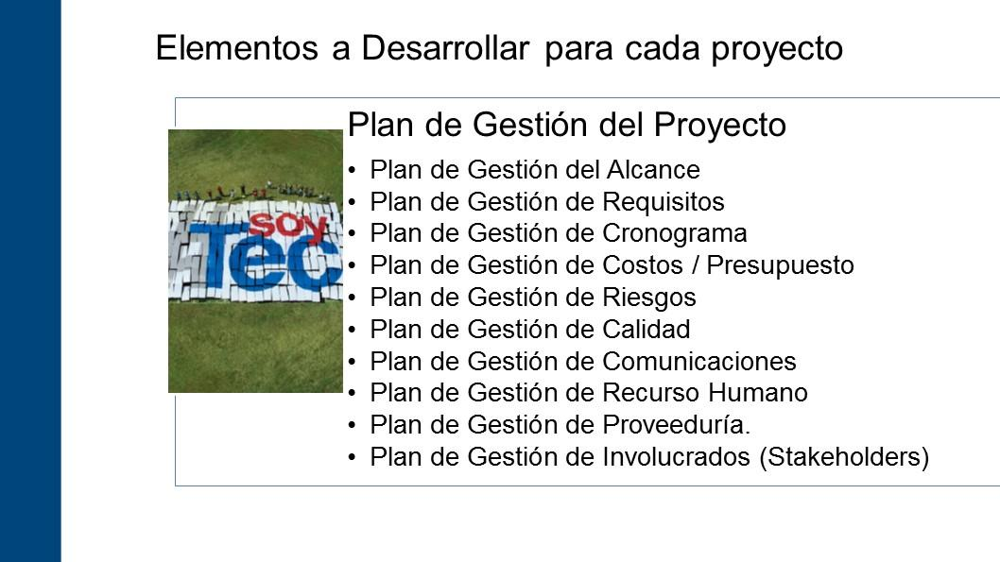 Elementos a Desarrollar para cada proyecto
Plan de Gestión del Proyecto
• Plan de Gestión del Alcance
• Plan de Gestión de Requisitos
• Plan de Gestión de Cronograma
• Plan de Gestión de Costos / Presupuesto
• Plan de Gestión de Riesgos
• Plan de Gestión de Calidad
• Plan de Gestión de Comunicaciones
• Plan de Gestión de Recurso Humano
• Plan de Gestión de Proveeduría.
• Plan de Gestión de Involucrados (Stakeholders)
soy
Tec